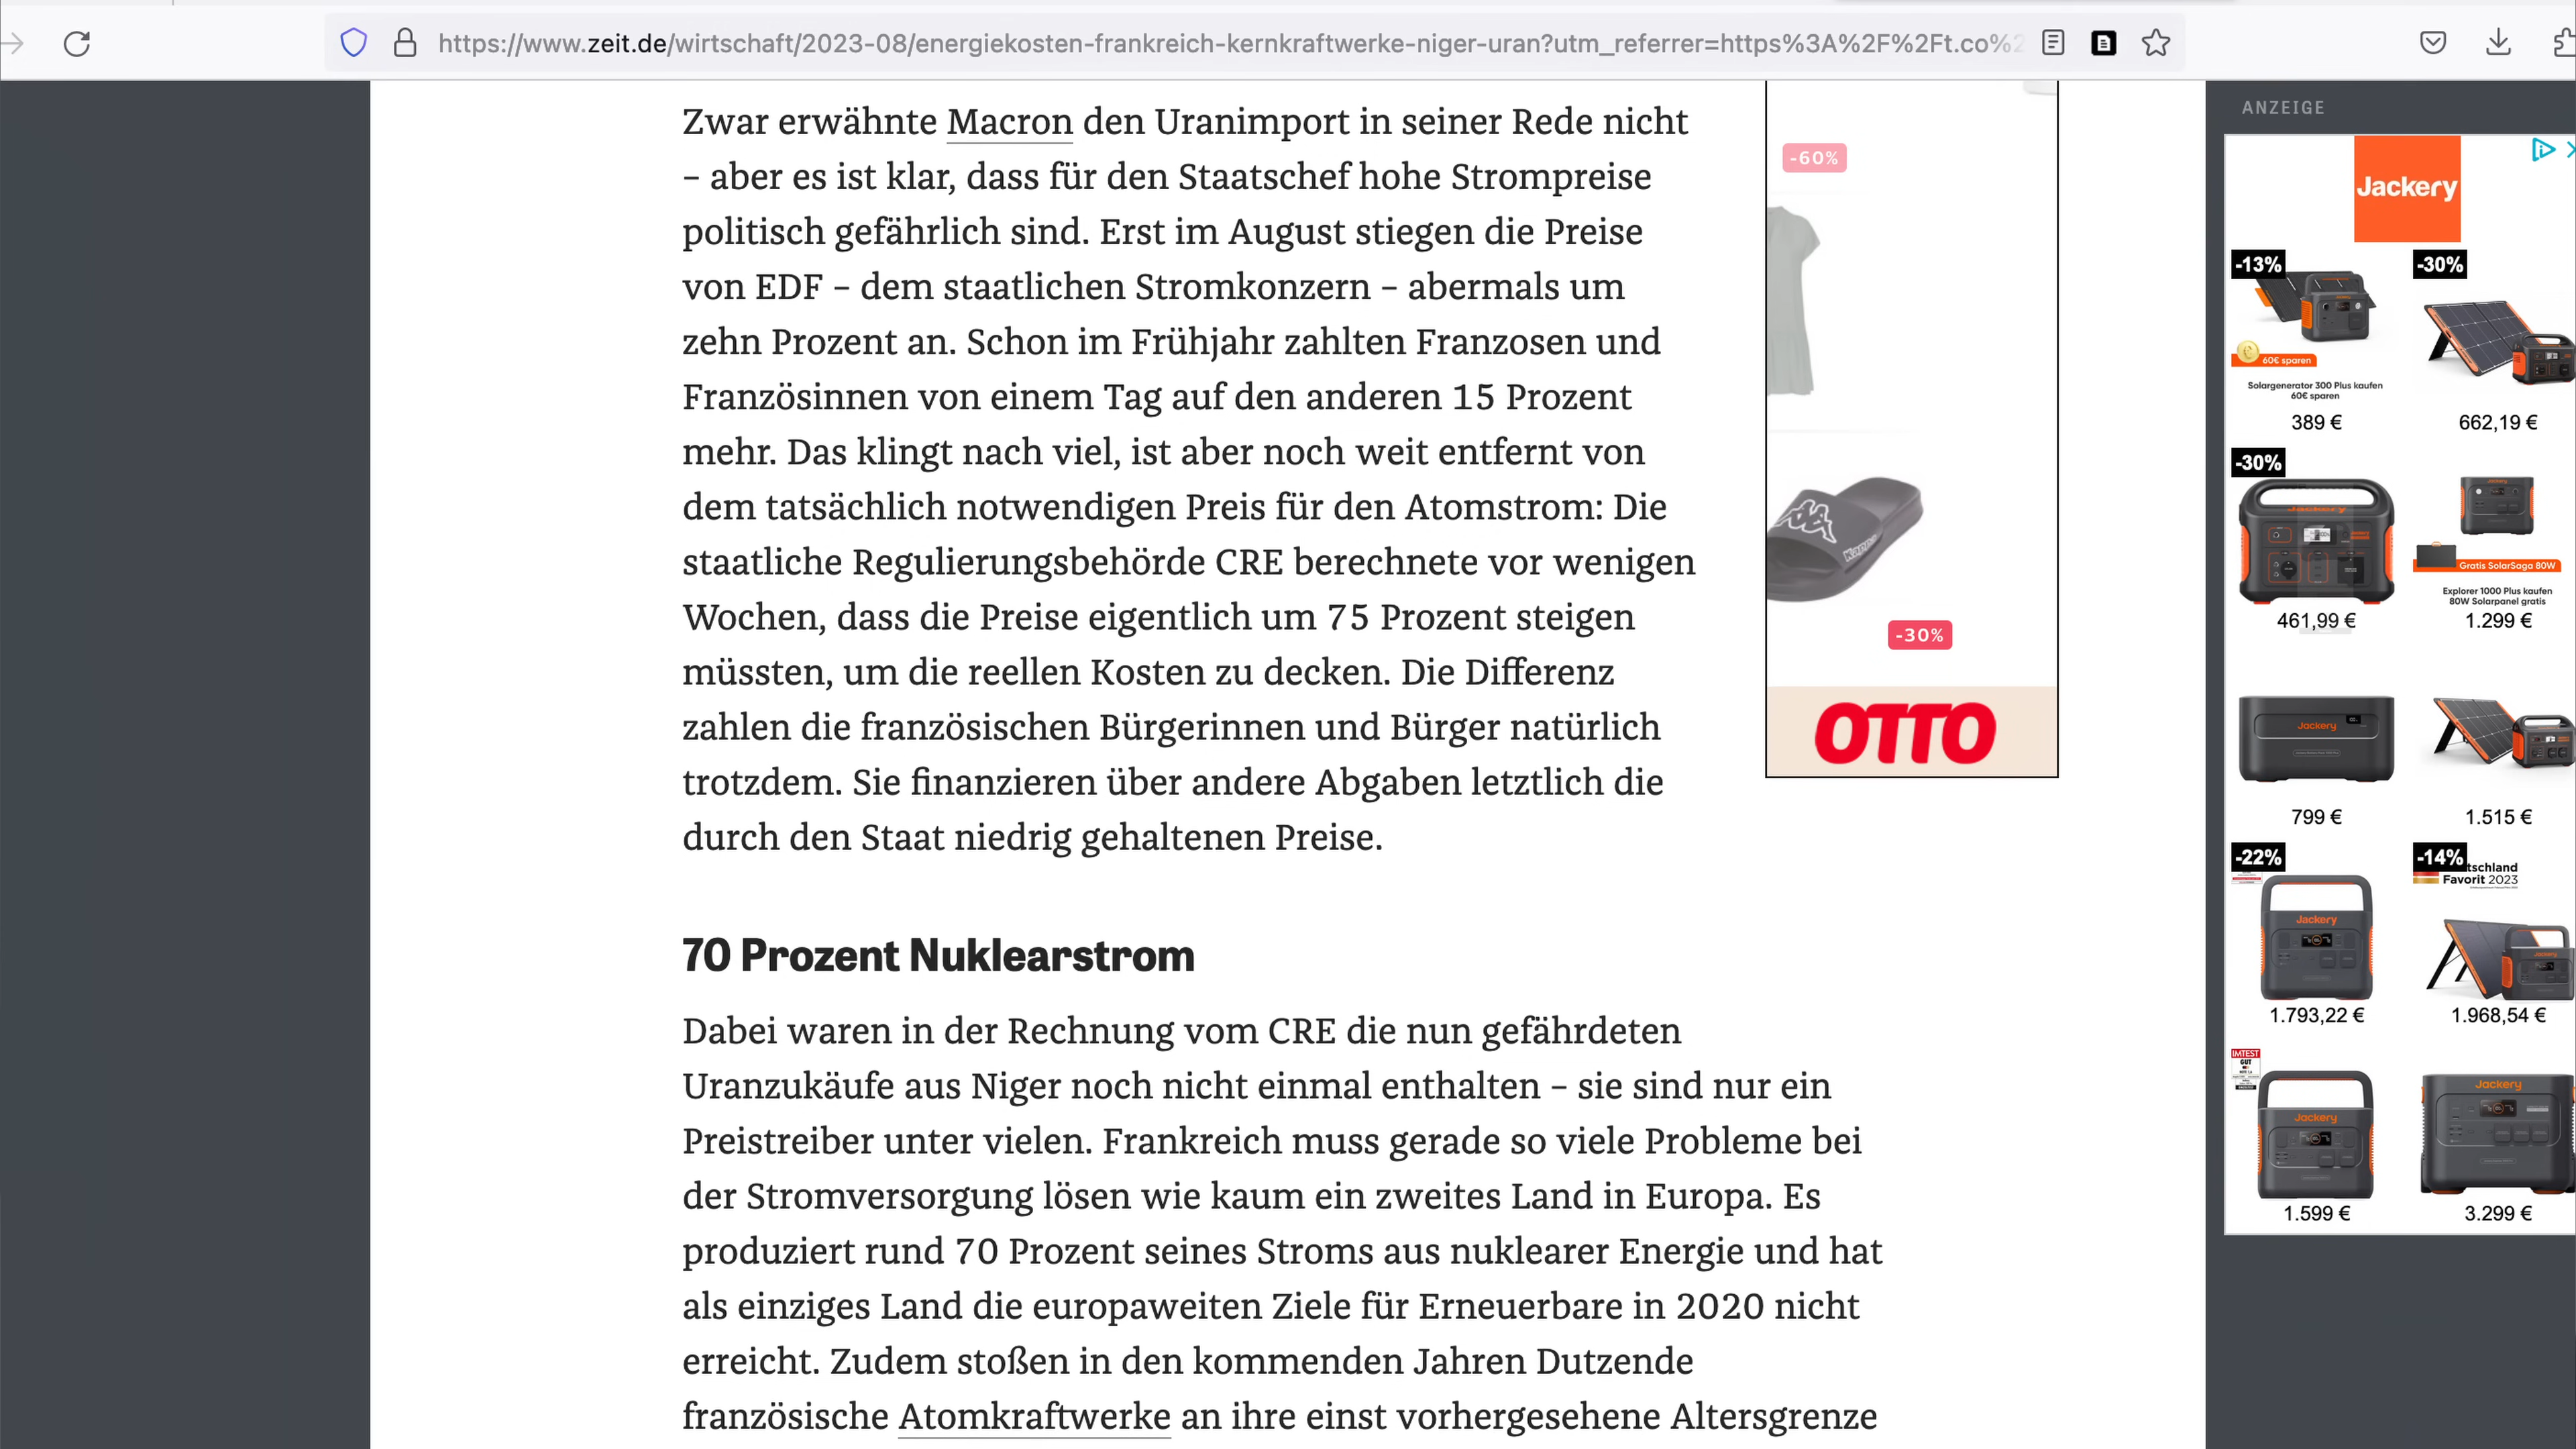 https://www.zeit.de/wirtschaft/2023-08/energiekosten-frankreich-kernkraftwerke-niger-uran?utm_referrer=https%3A%2F%2Ft.co%2
Zwar erwähnte Macron den Uranimport in seiner Rede nicht
– aber es ist klar, dass für den Staatschef hohe Strompreise
politisch gefährlich sind. Erst im August stiegen die Preise
von EDF – dem staatlichen Stromkonzern – abermals um
zehn Prozent an. Schon im Frühjahr zahlten Franzosen und
Französinnen von einem Tag auf den anderen 15 Prozent
mehr. Das klingt nach viel, ist aber noch weit entfernt von
dem tatsächlich notwendigen Preis für den Atomstrom: Die
staatliche Regulierungsbehörde CRE berechnete vor wenigen
Wochen, dass die Preise eigentlich um 75 Prozent steigen
müssten, um die reellen Kosten zu decken. Die Differenz
zahlen die französischen Bürgerinnen und Bürger natürlich
trotzdem. Sie finanzieren über andere Abgaben letztlich die
durch den Staat niedrig gehaltenen Preise.
70 Prozent Nuklearstrom
Dabei waren in der Rechnung vom CRE die nun gefährdeten
Uranzukäufe aus Niger noch nicht einmal enthalten – sie sind nur ein
Preistreiber unter vielen. Frankreich muss gerade so viele Probleme bei
der Stromversorgung lösen wie kaum ein zweites Land in Europa. Es
produziert rund 70 Prozent seines Stroms aus nuklearer Energie und hat
als einziges Land die europaweiten Ziele für Erneuerbare in 2020 nicht
erreicht. Zudem stoßen in den kommenden Jahren Dutzende
französische Atomkraftwerke an ihre einst vorhergesehene Altersgrenze
-60%
Kappa
-30%
OTTO
ANZEIGE
Jackery
-13%
-30%
60€ sparen
Solargenerator 300 Plus kaufen
60€ sparen
389 €
662,19 €
-30%
Jackery
Gratis SolarSaga 80W
Explorer 1000 Plus kaufen
80W Solarpanel gratis
461,99 €
1.299 €
Jackery
799 €
1.515 €
-22%
-14%
tschland
Favorit 2023
Jackery
1.793,22 €
1.968,54 €
IMTEST
GUT
Jackery
Jackery
1.599 €
3.299 €